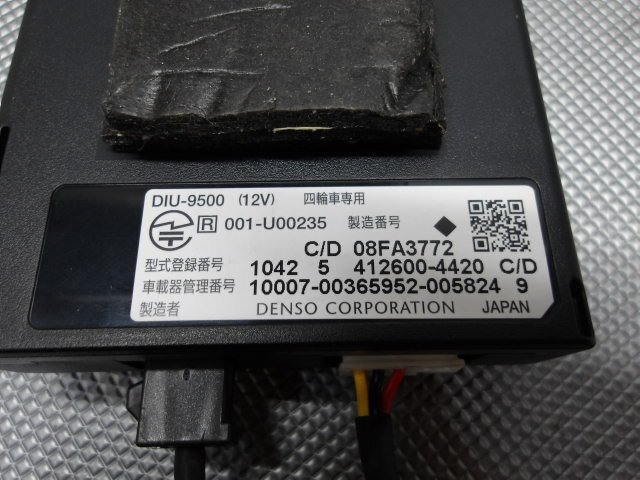 DIU-9500 (12V) 四輪車専用
R 001-U00235 製造番号
C/D 08FA3772
型式登録番号 1042 5 412600-4420 C/D
車載器管理番号 10007-00365952-005824 9
製造者 DENSO CORPORATION JAPAN